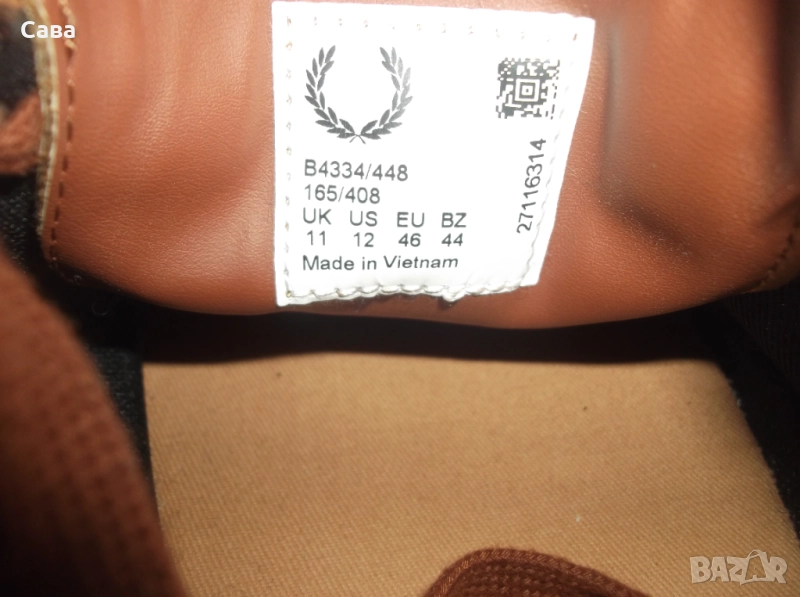 Сава
B4334/448
165/408
UK US EU BZ
11 12 46 44
Made in Vietnam
27116314
BAZAR